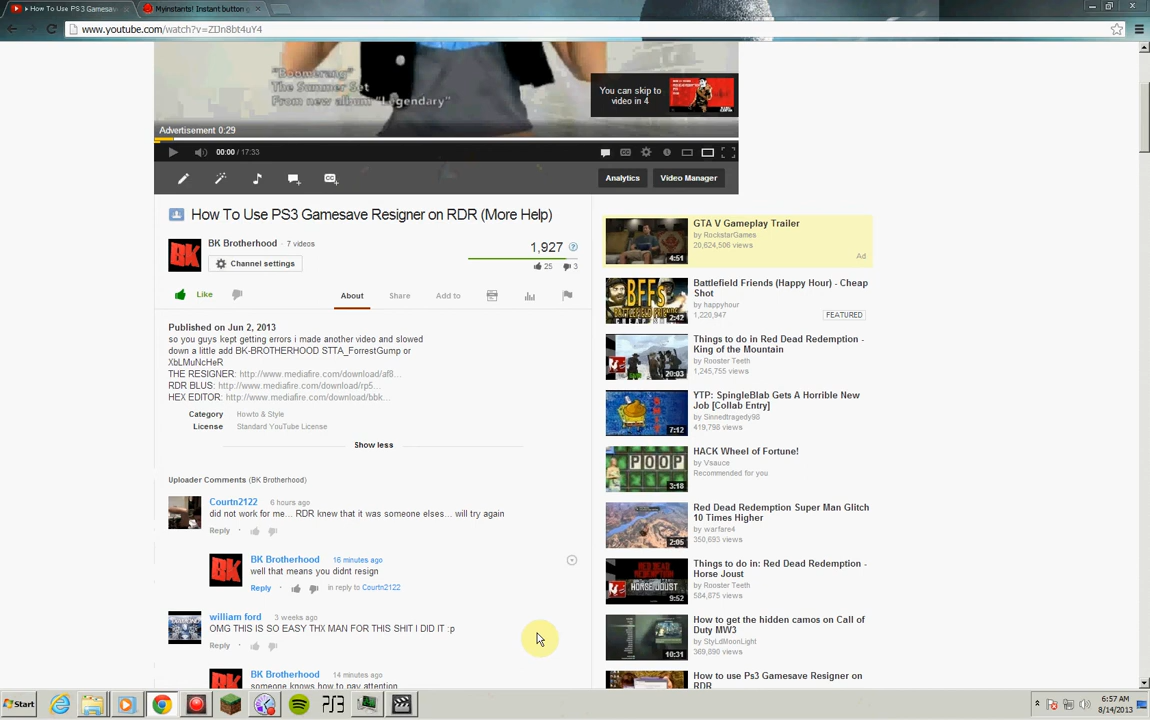 How To Use PS3 Gamesav
Myinstants! Instant button
www.youtube.com/watch?v=ZDn8bt4uY4
"Boomerang"
The Summer Set
From new album "Legendary"
You can skip to
video in 4
Advertisement 0:29
00:00 / 17:33
Analytics
Video Manager
How To Use PS3 Gamesave Resigner on RDR (More Help)
BK
BK Brotherhood · 7 videos
Channel settings
1,927
25 3
Like
About
Share
Add to
Published on Jun 2, 2013
so you guys kept getting errors i made another video and slowed
down a little add BK-BROTHERHOOD STTA_ForrestGump or
XbLMuNcHeR
THE RESIGNER: http://www.mediafire.com/download/af8...
RDR BLUS: http://www.mediafire.com/download/rp5...
HEX EDITOR: http://www.mediafire.com/download/bbk...
Category Howto & Style
License Standard YouTube License
Show less
Uploader Comments (BK Brotherhood)
Courtn2122 6 hours ago
did not work for me... RDR knew that it was someone elses... will try again
Reply ·
BK
BK Brotherhood 16 minutes ago
well that means you didnt resign
Reply · in reply to Courtn2122
william ford 3 weeks ago
OMG THIS IS SO EASY THX MAN FOR THIS SHIT I DID IT :p
Reply ·
BK Brotherhood 14 minutes ago
someone knows how to pay attention
GTA V Gameplay Trailer
by RockstarGames
20,624,506 views
4:51
Ad
BFFs
Battlefield Friends (Happy Hour) - Cheap
Shot
by happyhour
1,220,947
FEATURED
2:42
Things to do in Red Dead Redemption -
King of the Mountain
by Rooster Teeth
1,245,755 views
20:03
YTP: SpingleBlab Gets A Horrible New
Job [Collab Entry]
by Sinnedtragedy98
419,798 views
7:12
POOP
HACK Wheel of Fortune!
by Vsauce
Recommended for you
3:18
Red Dead Redemption Super Man Glitch
10 Times Higher
by warfare4
350,693 views
2:05
HORSE JOUST
Things to do in: Red Dead Redemption -
Horse Joust
by Rooster Teeth
584,875 views
9:52
How to get the hidden camos on Call of
Duty MW3
by StyLdMoonLight
369,890 views
10:31
How to use Ps3 Gamesave Resigner on
RDR
Start
PS3
6:57 AM
8/14/2013